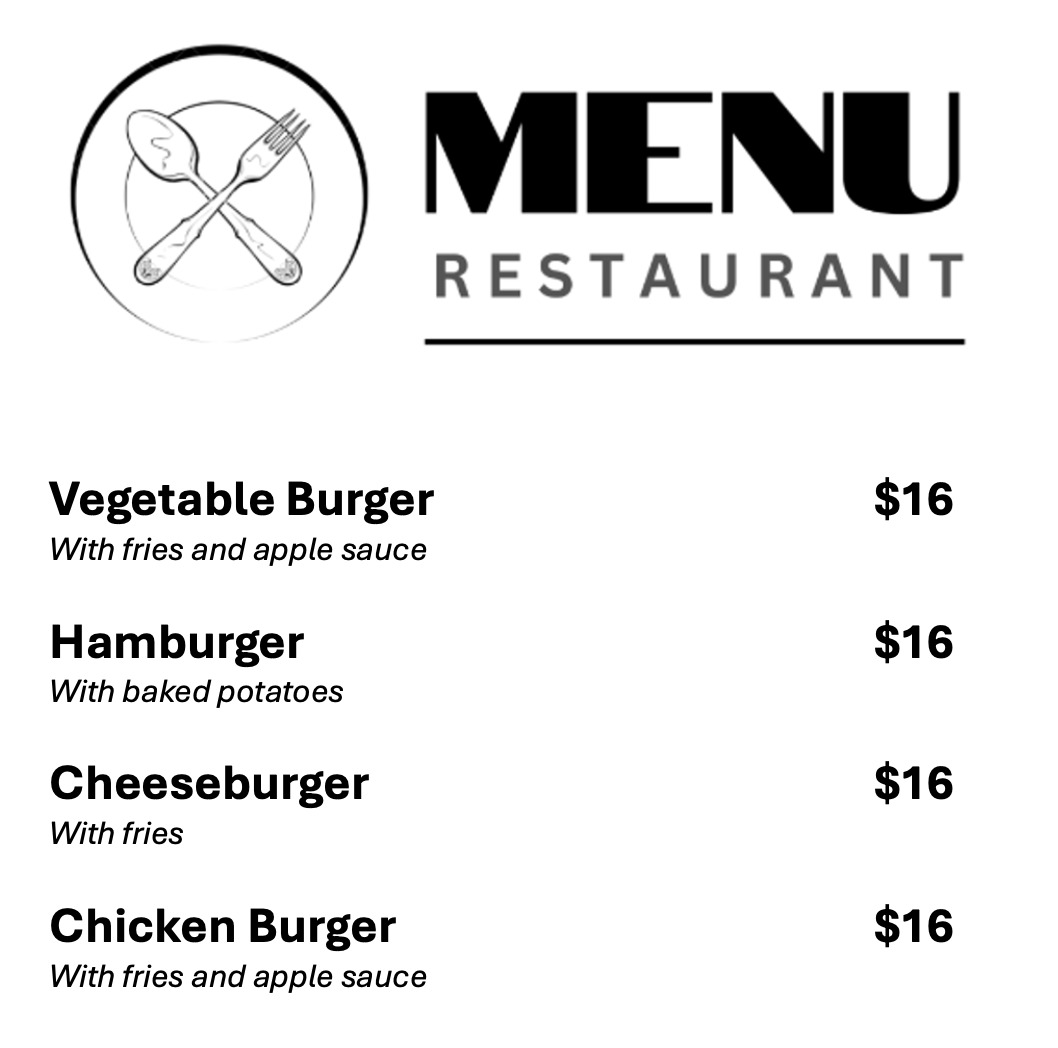 MENU
RESTAURANT
Vegetable Burger $16
With fries and apple sauce
Hamburger $16
With baked potatoes
Cheeseburger $16
With fries
Chicken Burger $16
With fries and apple sauce